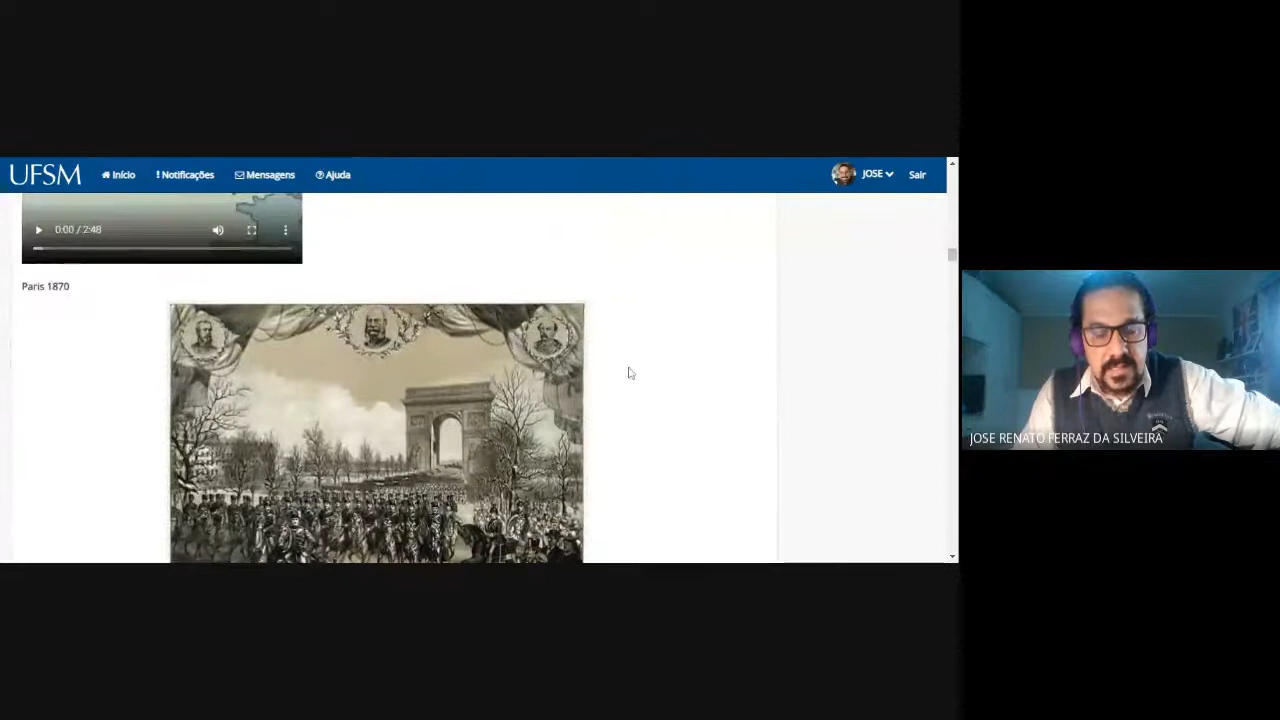 UFSM Início Notificações Mensagens Ajuda JOSE Sair
0:00 / 2:48
Paris 1870
JOSE RENATO FERRAZ DA SILVEIRA